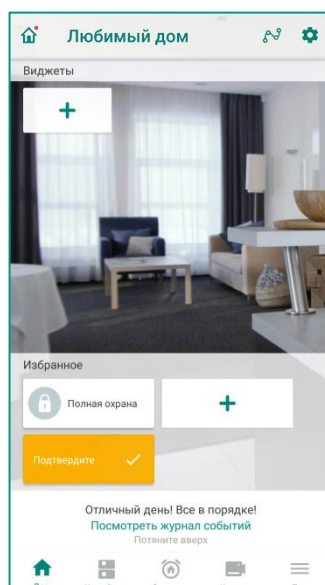 Любимый дом
Виджеты
Избранное
Полная охрана
Подтвердите
Отличный день! Все в порядке!
Посмотреть журнал событий
Потяните вверх